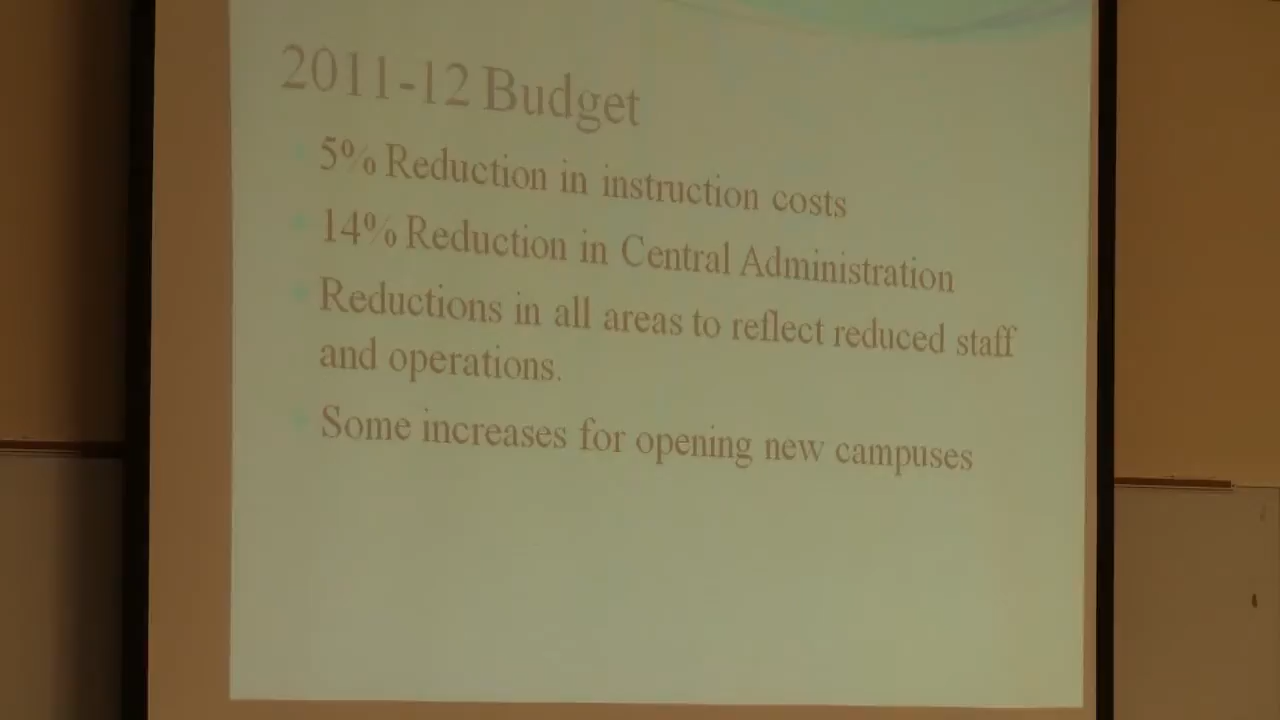 2011-12 Budget
5% Reduction in instruction costs
14% Reduction in Central Administration
Reductions in all areas to reflect reduced staff
and operations.
Some increases for opening new campuses